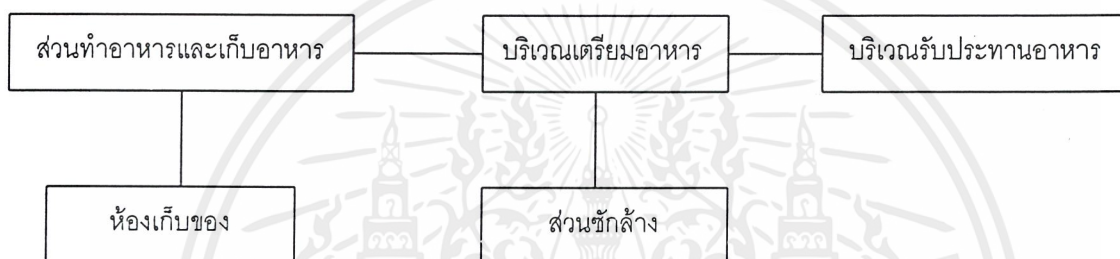 ส่วนทำอาหารและเก็บอาหาร
บริเวณเตรียมอาหาร
บริเวณรับประทานอาหาร
ห้องเก็บของ
ส่วนซักล้าง